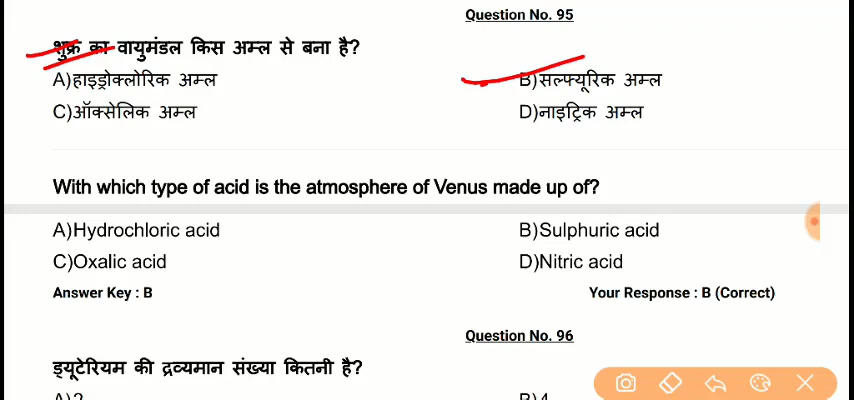 Question No. 95
शुक्र का वायुमंडल किस अम्ल से बना है?
A)हाइड्रोक्लोरिक अम्ल B)सल्फ्यूरिक अम्ल
C)ऑक्सेलिक अम्ल D)नाइट्रिक अम्ल
With which type of acid is the atmosphere of Venus made up of?
A)Hydrochloric acid B)Sulphuric acid
C)Oxalic acid D)Nitric acid
Answer Key : B Your Response : B (Correct)
Question No. 96
ड्यूटेरियम की द्रव्यमान संख्या कितनी है?
A)2 B)4